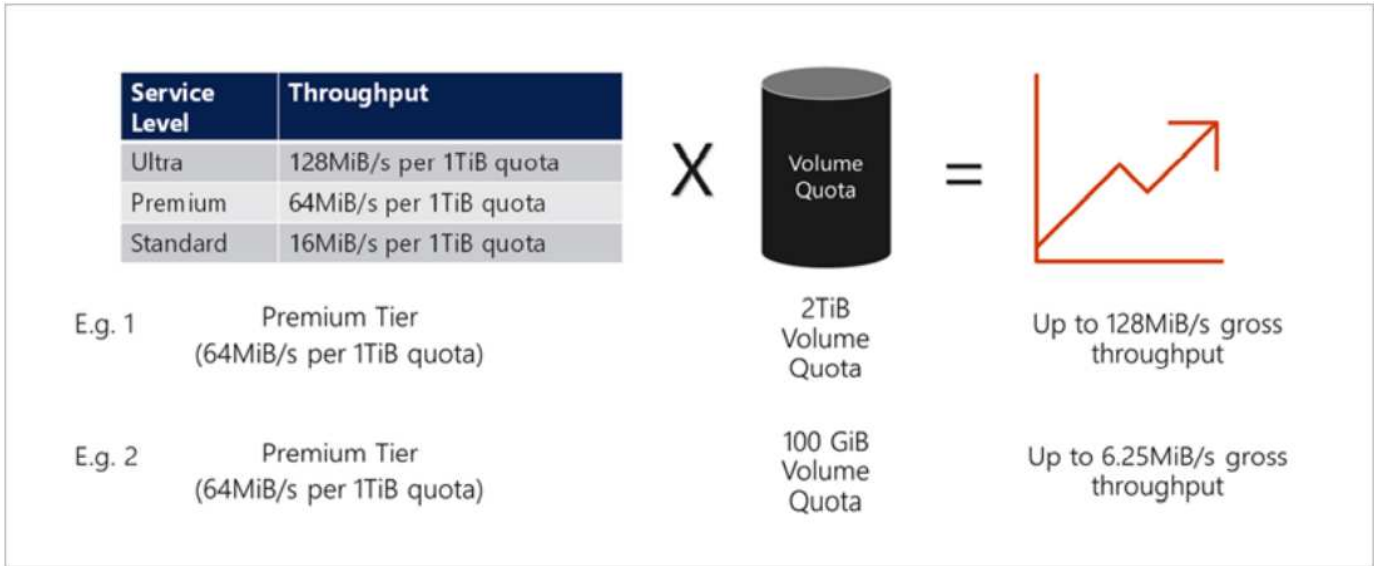 Service Level
Throughput
Ultra
128MiB/s per 1TiB quota
Premium
64MiB/s per 1TiB quota
Standard
16MiB/s per 1TiB quota
X
Volume
Quota
=
E.g. 1
Premium Tier
(64MiB/s per 1TiB quota)
2TiB
Volume
Quota
Up to 128MiB/s gross
throughput
E.g. 2
Premium Tier
(64MiB/s per 1TiB quota)
100 GiB
Volume
Quota
Up to 6.25MiB/s gross
throughput